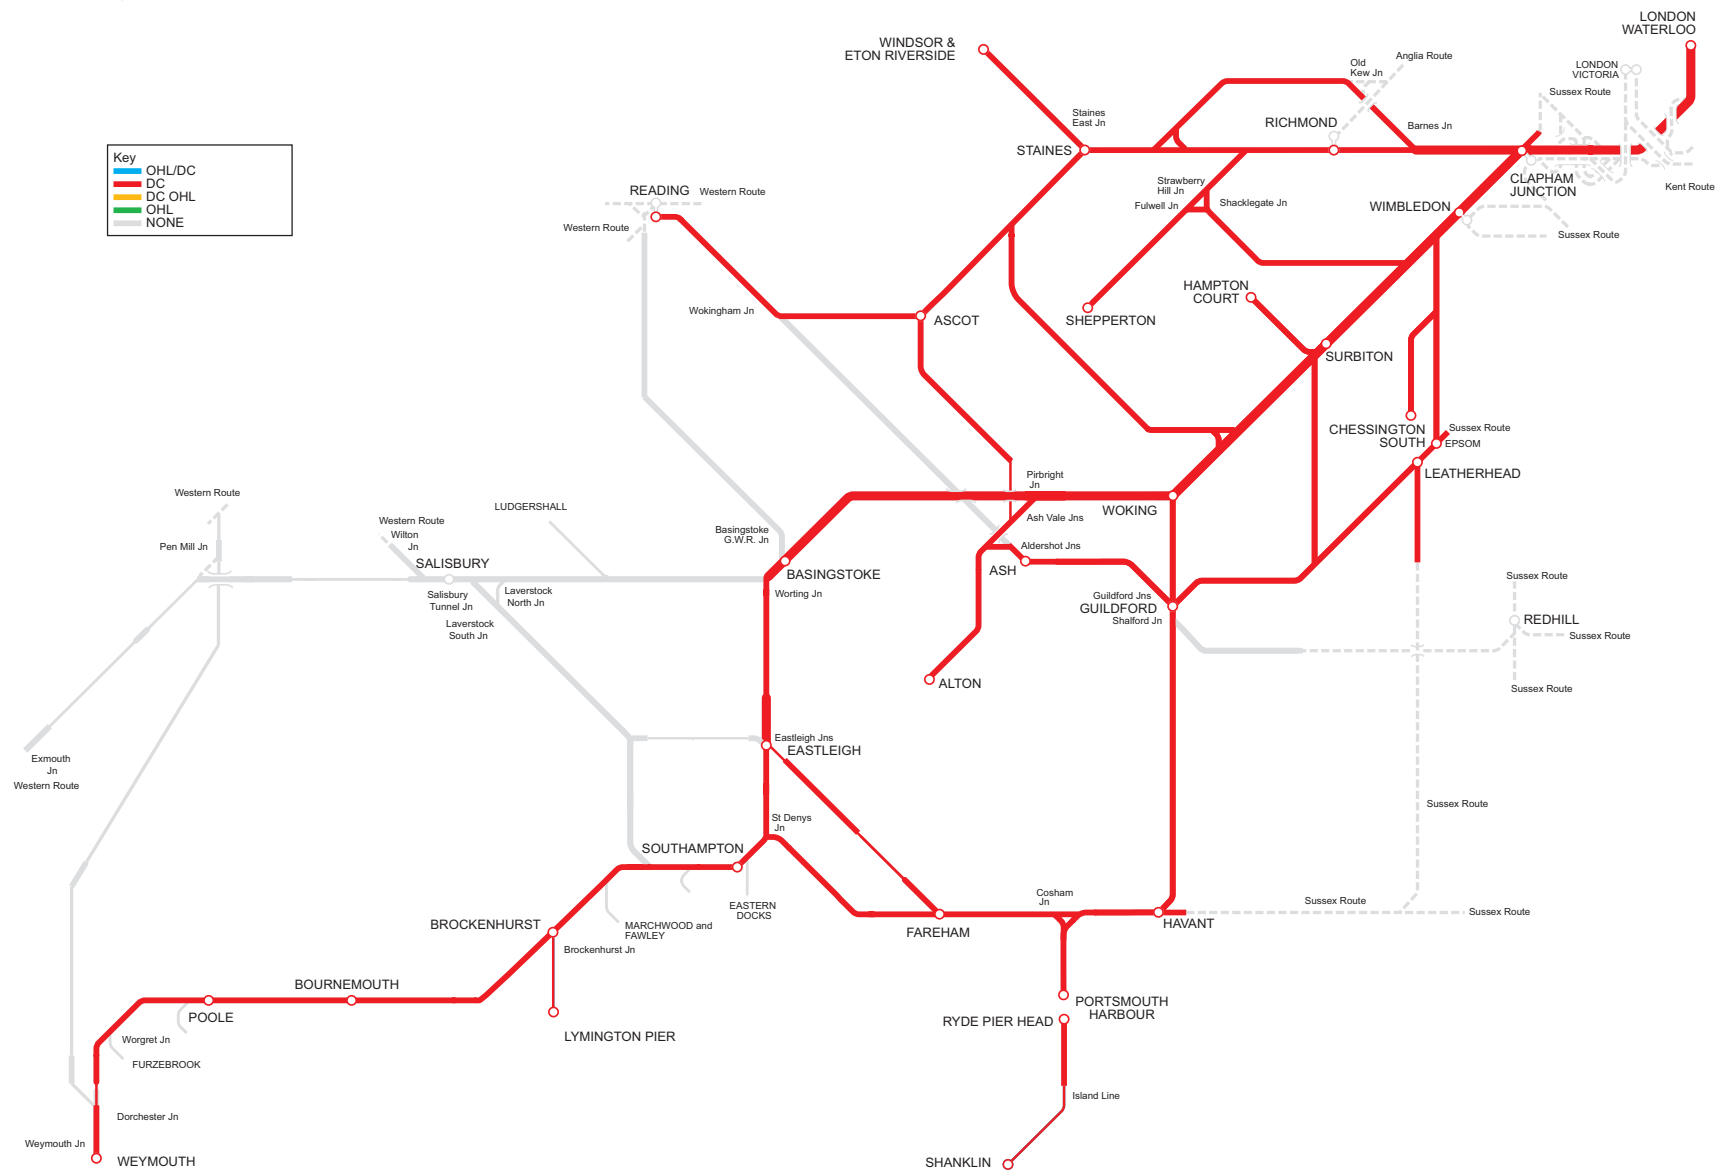 LONDON
WATERLOO
WINDSOR &
ETON RIVERSIDE
Old
Kew Jn
Anglia Route
LONDON
VICTORIA
Sussex Route
Staines
East Jn
RICHMOND
Barnes Jn
STAINES
Key
OHL/DC
DC
DC OHL
OHL
NONE
CLAPHAM
JUNCTION
Kent Route
READING
Western Route
Western Route
Strawberry
Hill Jn
Fulwell Jn
Shacklegate Jn
WIMBLEDON
Sussex Route
HAMPTON
COURT
Wokingham Jn
ASCOT
SHEPPERTON
SURBITON
CHESSINGTON
SOUTH
Sussex Route
EPSOM
LEATHERHEAD
Pirbright
Jn
WOKING
Ash Vale Jns
Western Route
LUDGERSHALL
Western Route
Wilton
Jn
Pen Mill Jn
Basingstoke
G.W.R. Jn
Aldershot Jns
SALISBURY
BASINGSTOKE
ASH
Sussex Route
Salisbury
Tunnel Jn
Laverstock
North Jn
Worting Jn
Guildford Jns
GUILDFORD
Shalford Jn
Laverstock
South Jn
REDHILL
Sussex Route
ALTON
Sussex Route
Eastleigh Jns
EASTLEIGH
Exmouth
Jn
Western Route
Sussex Route
St Denys
Jn
SOUTHAMPTON
Cosham
Jn
EASTERN
DOCKS
Sussex Route
Sussex Route
BROCKENHURST
MARCHWOOD and
FAWLEY
FAREHAM
HAVANT
Brockenhurst Jn
BOURNEMOUTH
POOLE
PORTSMOUTH
HARBOUR
RYDE PIER HEAD
LYMINGTON PIER
Worgret Jn
FURZEBROOK
Island Line
Dorchester Jn
Weymouth Jn
WEYMOUTH
SHANKLIN